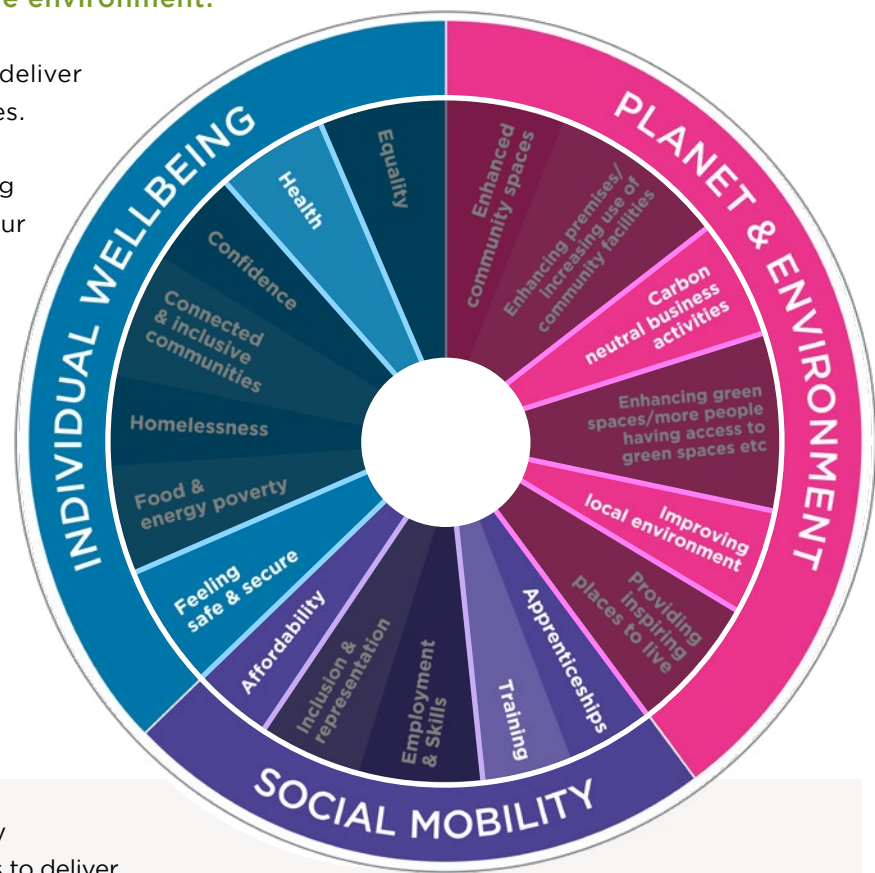 e environment.
deliver
es.
g
ur
INDIVIDUAL WELLBEING
Equality
Health
Confidence
Connected
& inclusive
communities
Homelessness
Food &
energy poverty
Feeling
safe & secure
PLANET & ENVIRONMENT
Enhanced
community spaces
Enhancing premises/
increasing use of
community facilities
Carbon
neutral business
activities
Enhancing green
spaces/more people
having access to
green spaces etc
Improving
local environment
Providing
inspiring
places to live
SOCIAL MOBILITY
Apprenticeships
Training
Employment
& Skills
Inclusion &
representation
Affordability
y
s to deliver